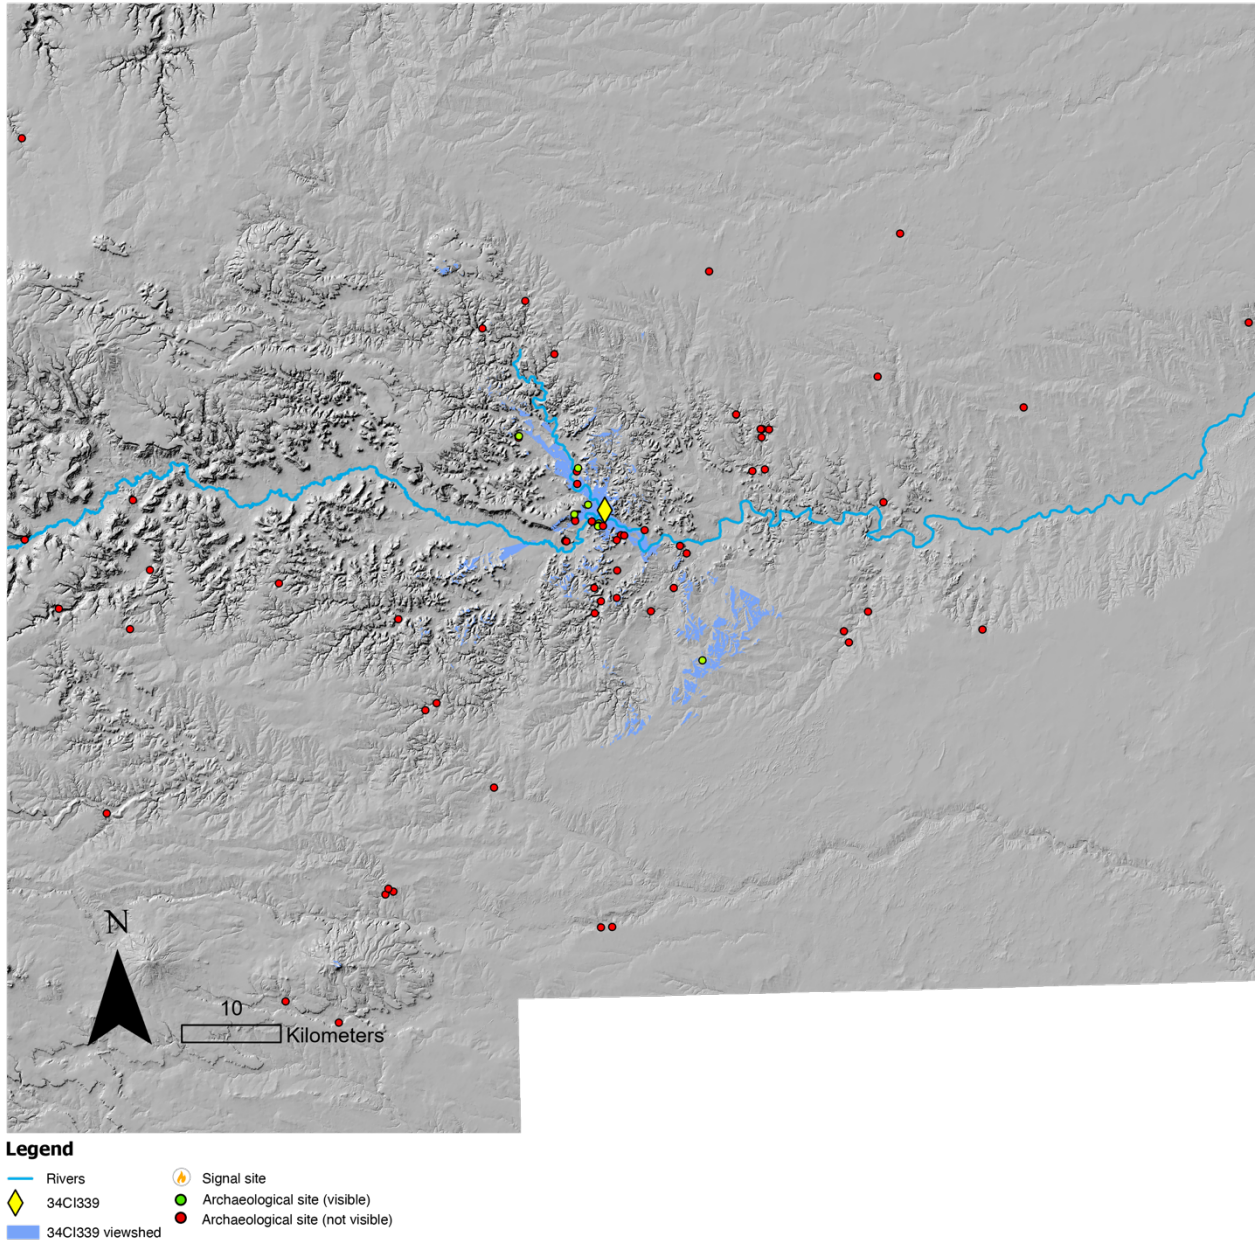 N
10
Kilometers
Legend
Rivers
34CI339
34CI339 viewshed
Signal site
Archaeological site (visible)
Archaeological site (not visible)